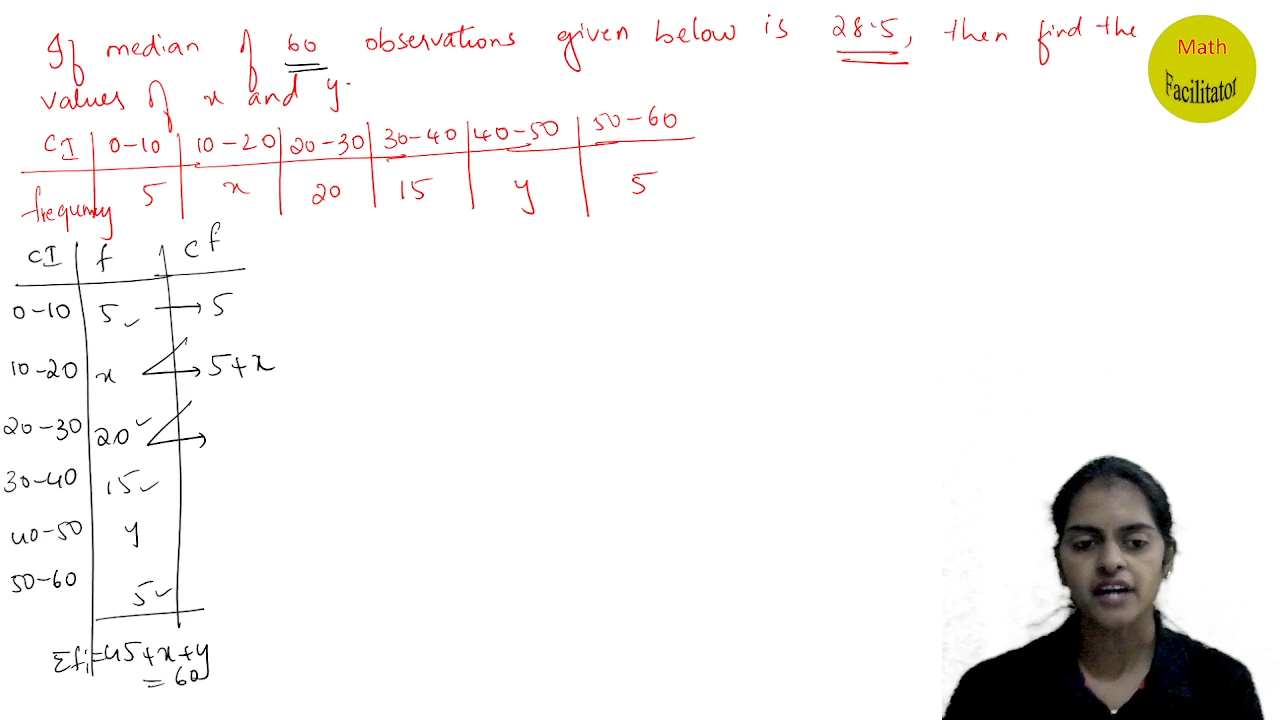 If median of 60 observations given below is 28.5, then find the
values of x and y.
Math
Facilitator
CI 0-10 10-20 20-30 30-40 40-50 50-60
frequency 5 x 20 15 y 5
CI f cf
0-10 5 5
10-20 x 5+x
20-30 20
30-40 15
40-50 y
50-60 5
Σfi=45+x+y
= 60